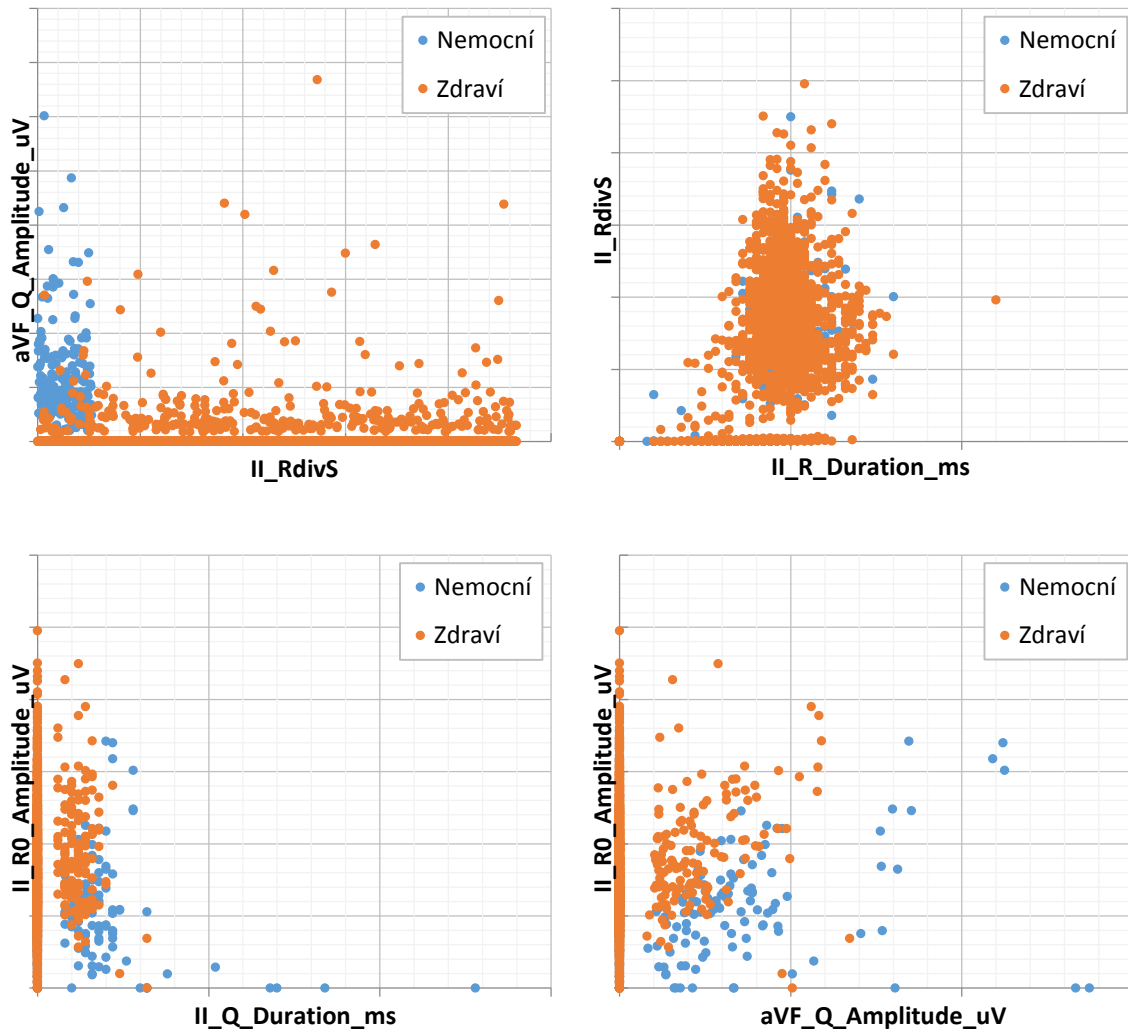 Nemocní
Zdraví
aVF_Q_Amplitude_uV
II_RdivS
Nemocní
Zdraví
II_RdivS
II_R_Duration_ms
Nemocní
Zdraví
II_R0_Amplitude_uV
II_Q_Duration_ms
Nemocní
Zdraví
II_R0_Amplitude_uV
aVF_Q_Amplitude_uV